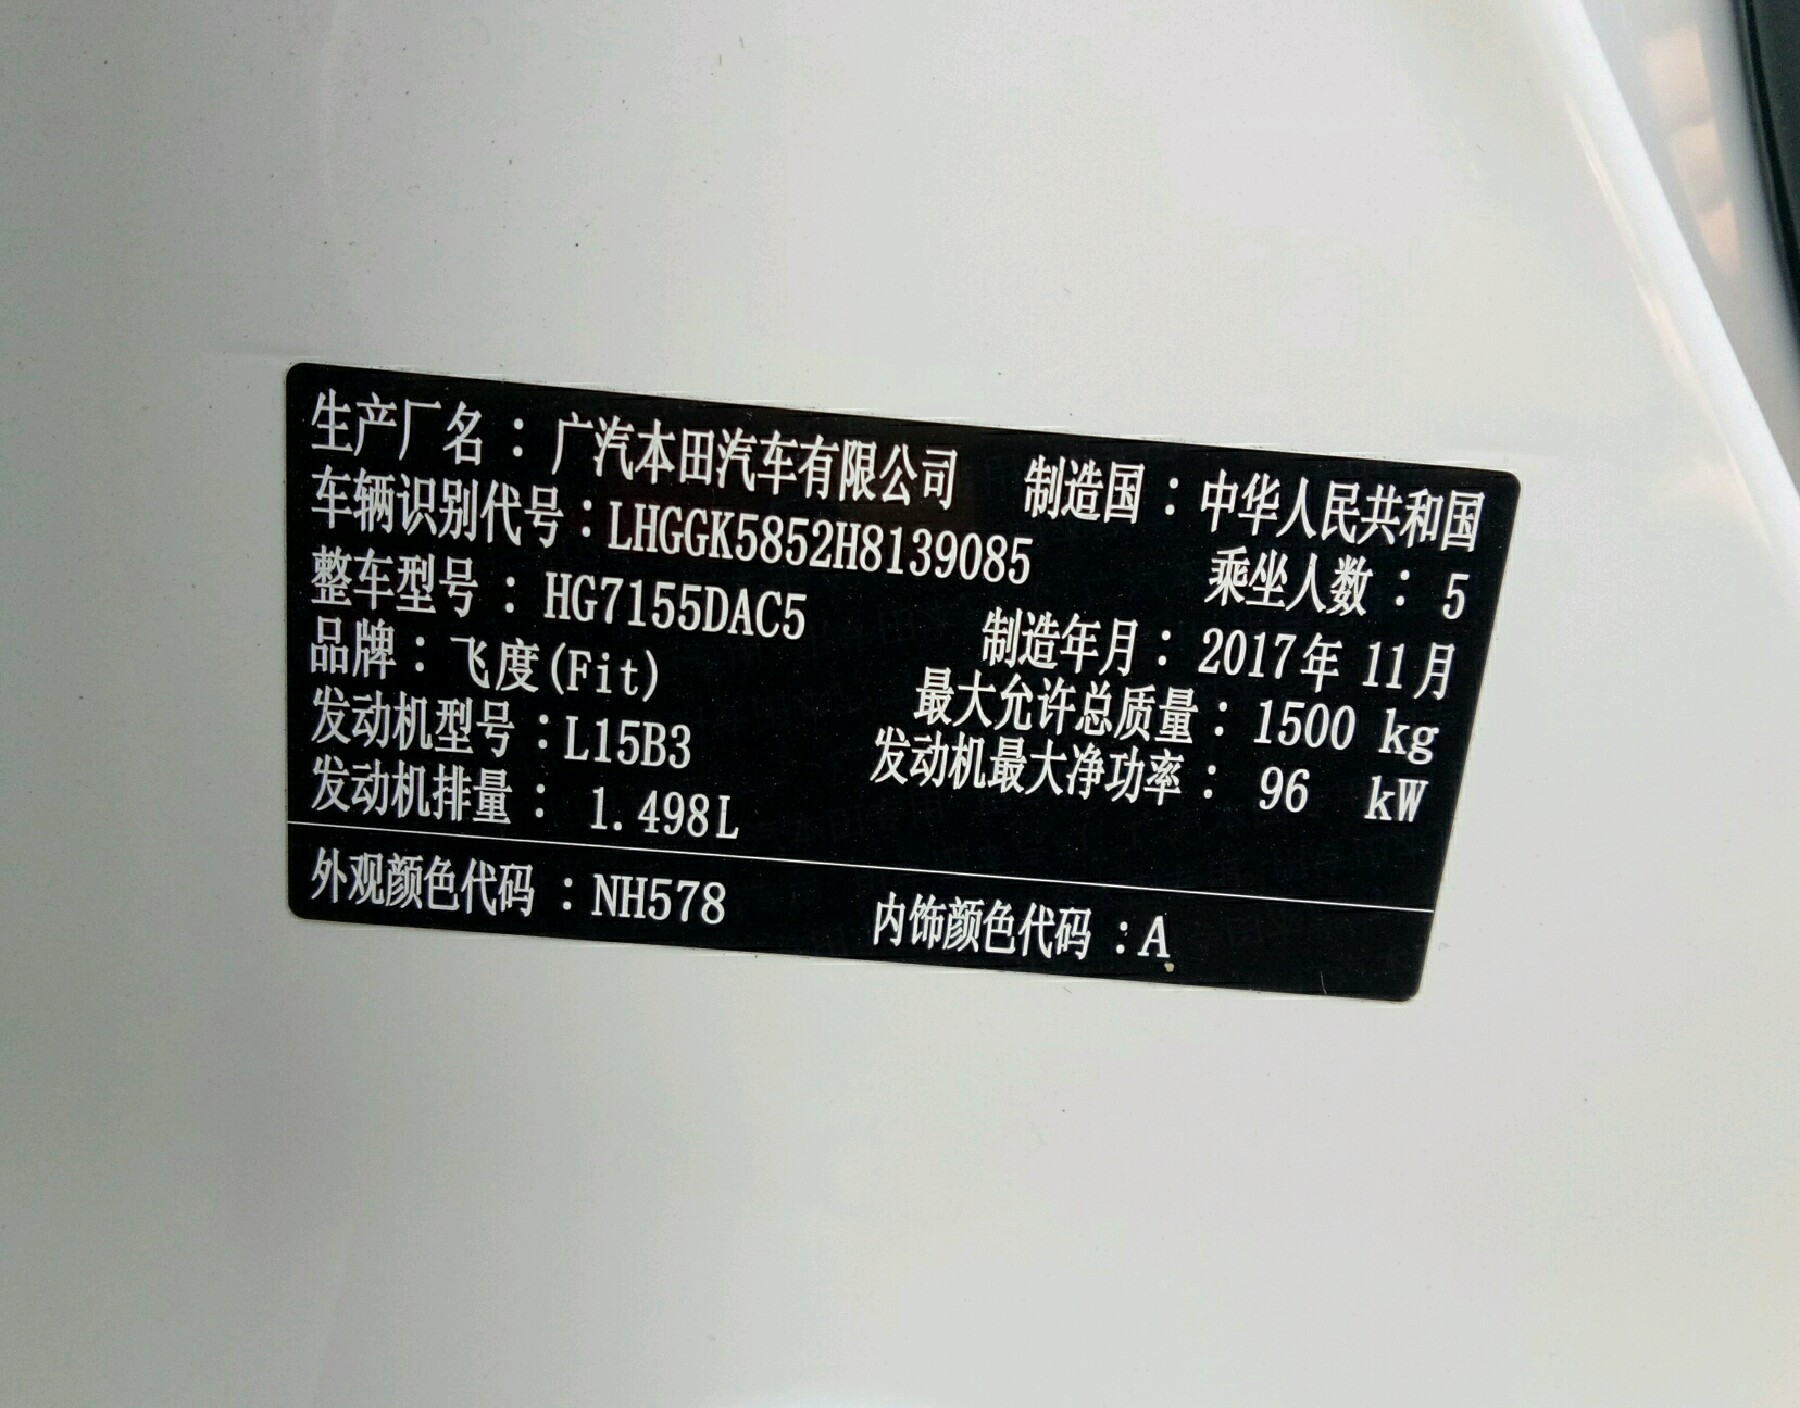 生产厂名：广汽本田汽车有限公司 制造国：中华人民共和国
车辆识别代号：LHGGK5852H8139085 乘坐人数：5
整车型号：HG7155DAC5 制造年月：2017年11月
品牌：飞度(Fit) 最大允许总质量：1500 kg
发动机型号：L15B3 发动机最大净功率：96 kW
发动机排量：1.498L
外观颜色代码：NH578 内饰颜色代码：A